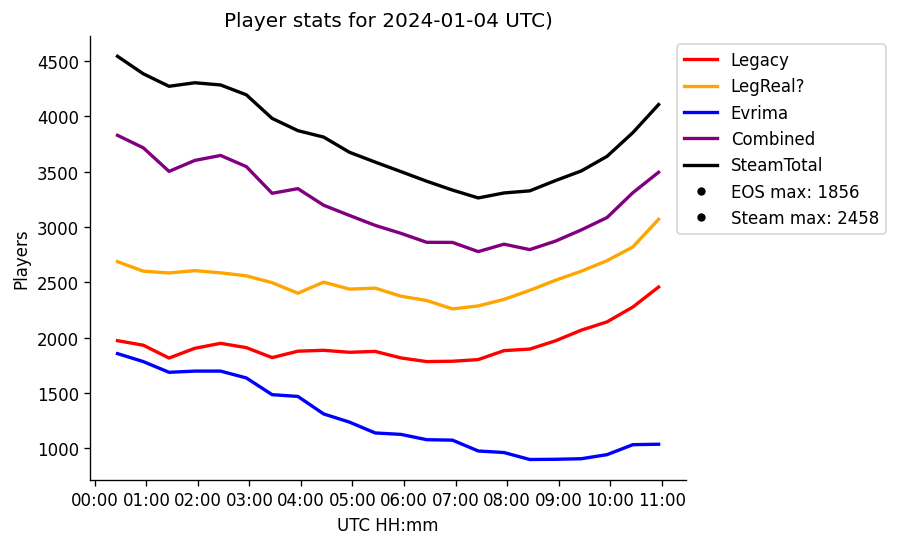 Player stats for 2024-01-04 UTC)
4500
4000
3500
3000
2500
2000
1500
1000
Players
00:00 01:00 02:00 03:00 04:00 05:00 06:00 07:00 08:00 09:00 10:00 11:00
UTC HH:mm
Legacy
LegReal?
Evrima
Combined
SteamTotal
EOS max: 1856
Steam max: 2458